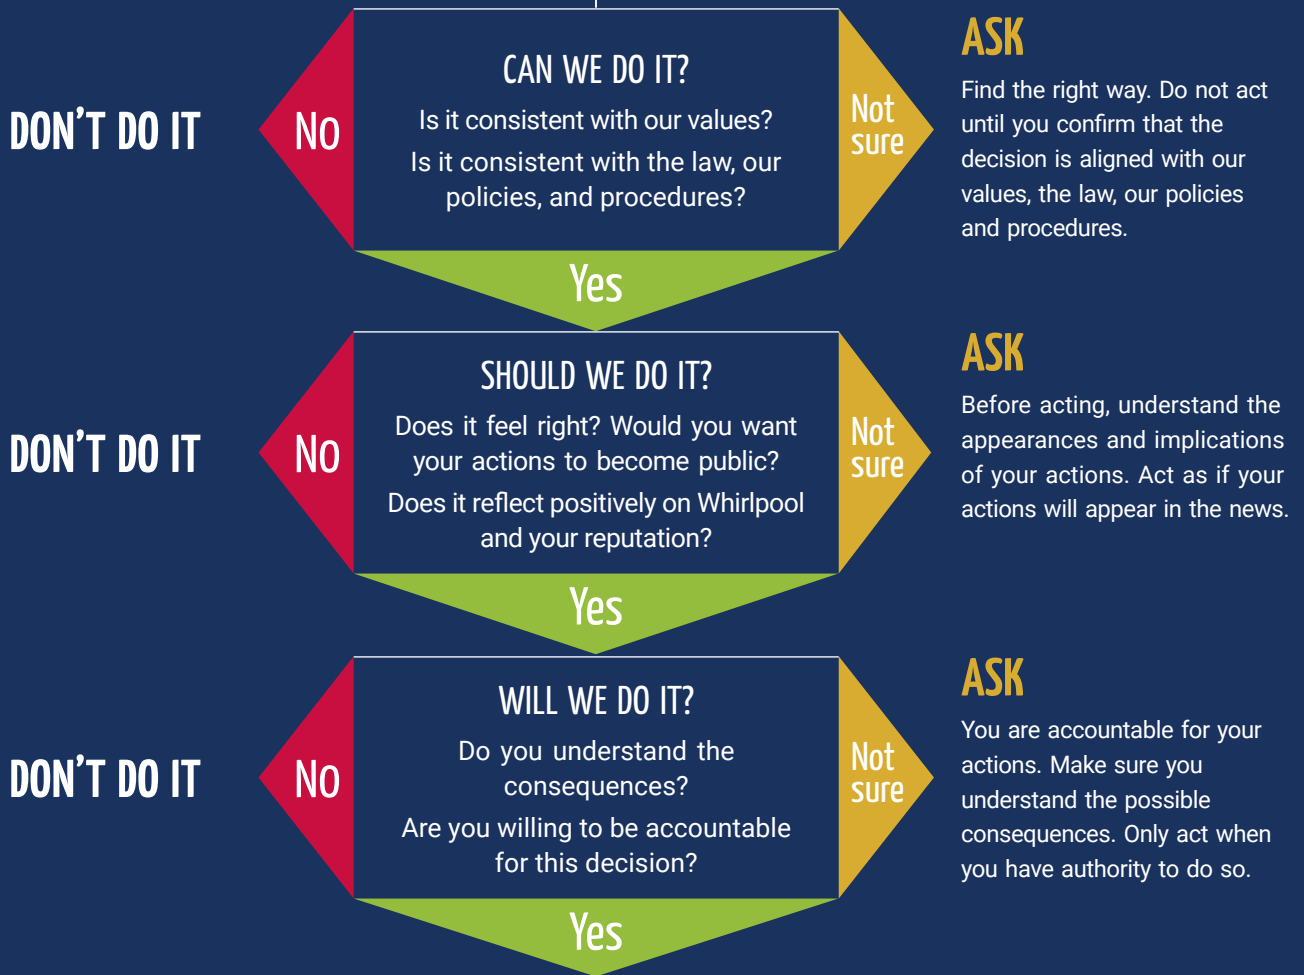 CAN WE DO IT?
Is it consistent with our values?
Is it consistent with the law, our
policies, and procedures?
DON'T DO IT
No
Not
sure
ASK
Find the right way. Do not act
until you confirm that the
decision is aligned with our
values, the law, our policies
and procedures.
Yes
SHOULD WE DO IT?
Does it feel right? Would you want
your actions to become public?
Does it reflect positively on Whirlpool
and your reputation?
DON'T DO IT
No
Not
sure
ASK
Before acting, understand the
appearances and implications
of your actions. Act as if your
actions will appear in the news.
Yes
WILL WE DO IT?
Do you understand the
consequences?
Are you willing to be accountable
for this decision?
DON'T DO IT
No
Not
sure
ASK
You are accountable for your
actions. Make sure you
understand the possible
consequences. Only act when
you have authority to do so.
Yes